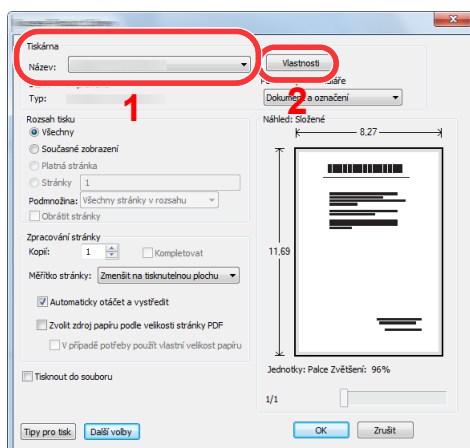 Tiskárna
Název:
Vlastnosti
Typ:
1
2
Dokument a označení
Rozsah tisku
Všechny
Současné zobrazení
Platná stránka
Stránky 1
Podmnožina: Všechny stránky v rozsahu
Obrátit stránky
Zpracování stránky
Kopií: 1 Kompletovat
Měřítko stránky: Zmenšit na tisknutelnou plochu
Automaticky otáčet a vystředit
Zvolit zdroj papíru podle velikosti stránky PDF
V případě potřeby použít vlastní velikost papíru
Tisknout do souboru
Náhled: Složené
8,27
11,69
Jednotky: Palce Zvětšení: 96%
1/1
Tipy pro tisk Další volby
OK Zrušit